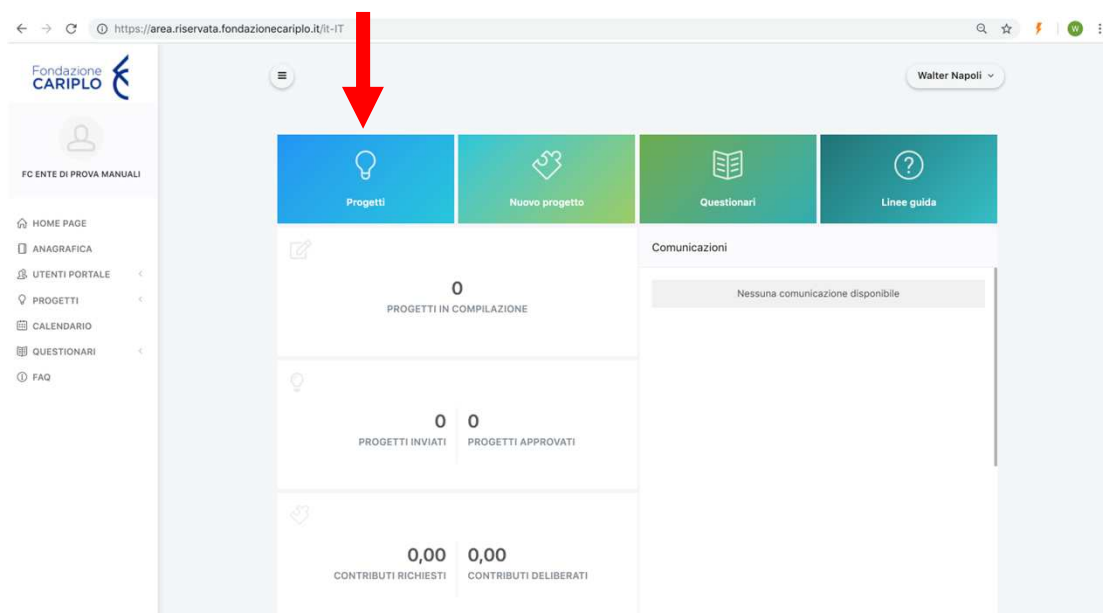 https://area.riservata.fondazionecariplo.it/it-IT
W
Fondazione
CARIPLO
Walter Napoli
FC ENTE DI PROVA MANUALI
HOME PAGE
ANAGRAFICA
UTENTI PORTALE
PROGETTI
CALENDARIO
QUESTIONARI
FAQ
Progetti
Nuovo progetto
Questionari
Linee guida
0
PROGETTI IN COMPILAZIONE
0 0
PROGETTI INVIATI PROGETTI APPROVATI
0,00 0,00
CONTRIBUTI RICHIESTI CONTRIBUTI DELIBERATI
Comunicazioni
Nessuna comunicazione disponibile